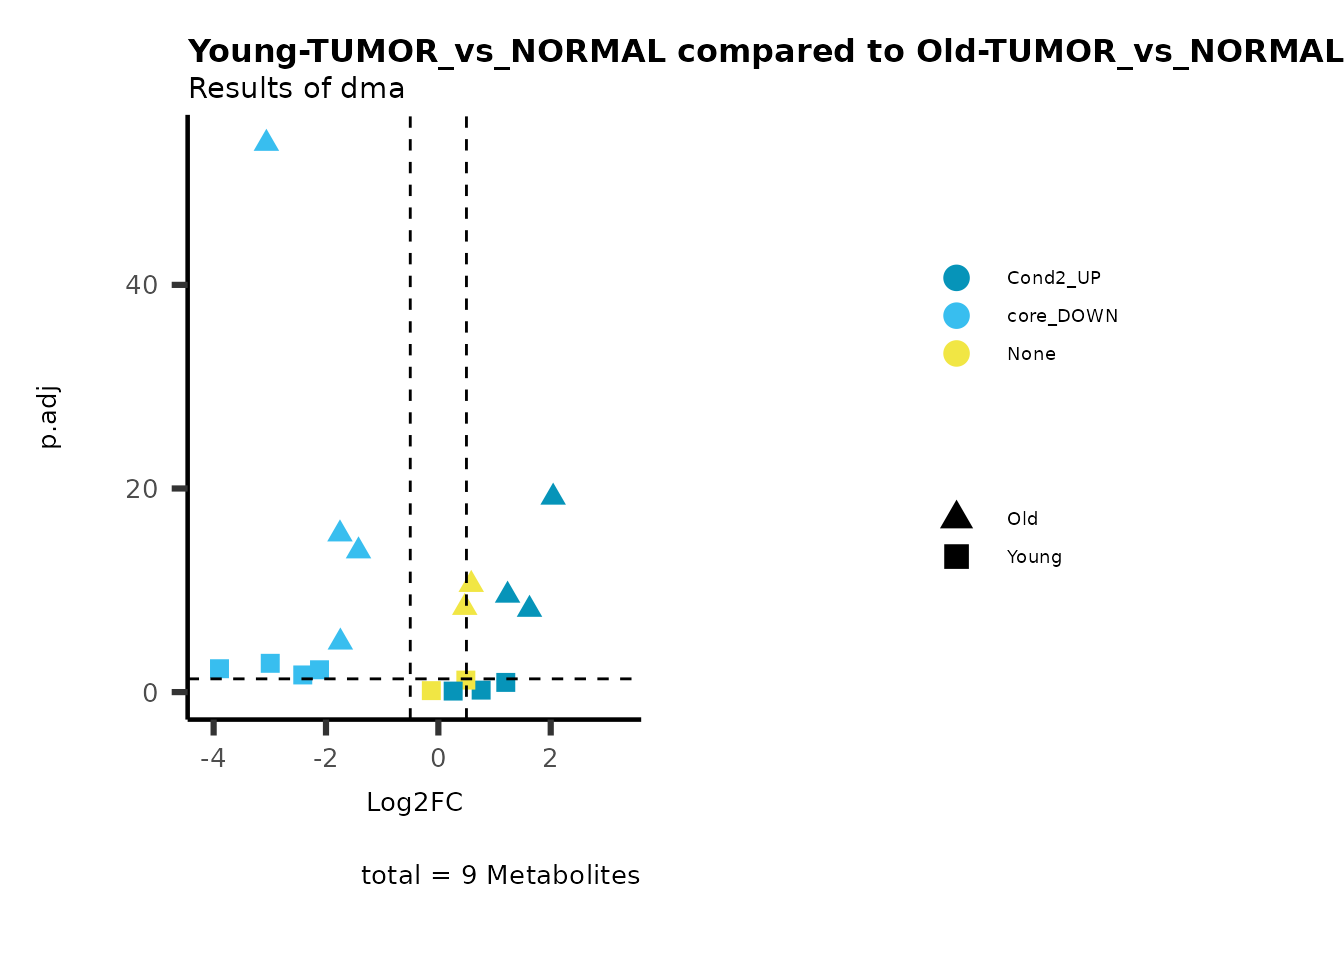 Young-TUMOR_vs_NORMAL compared to Old-TUMOR_vs_NORMAL
Results of dma
p.adj
40
20
0
-4
-2
0
2
Log2FC
total = 9 Metabolites
Cond2_UP
core_DOWN
None
Old
Young